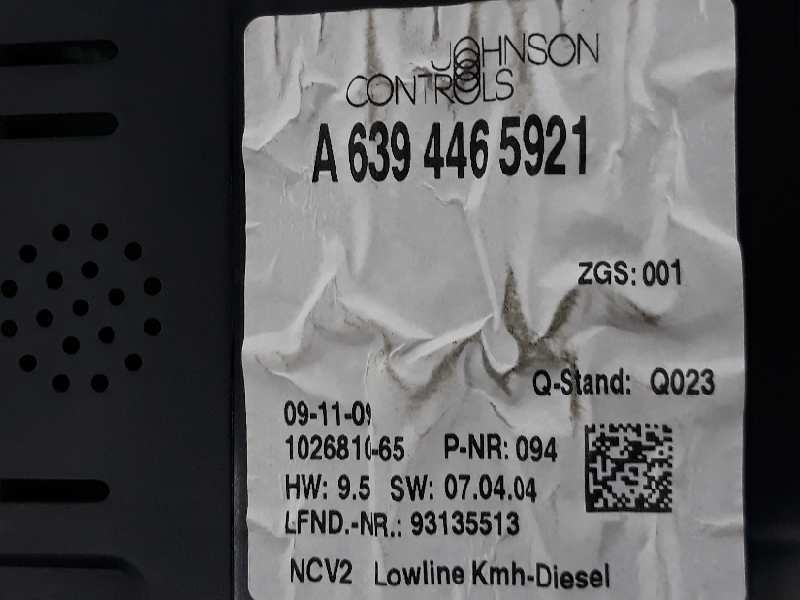 JOHNSON
CONTROLS
A 639 446 5921
ZGS: 001
Q-Stand: Q023
09-11-09
1026810-65 P-NR: 094
HW: 9.5 SW: 07.04.04
LFND.-NR.: 93135513
NCV2 Lowline Kmh-Diesel